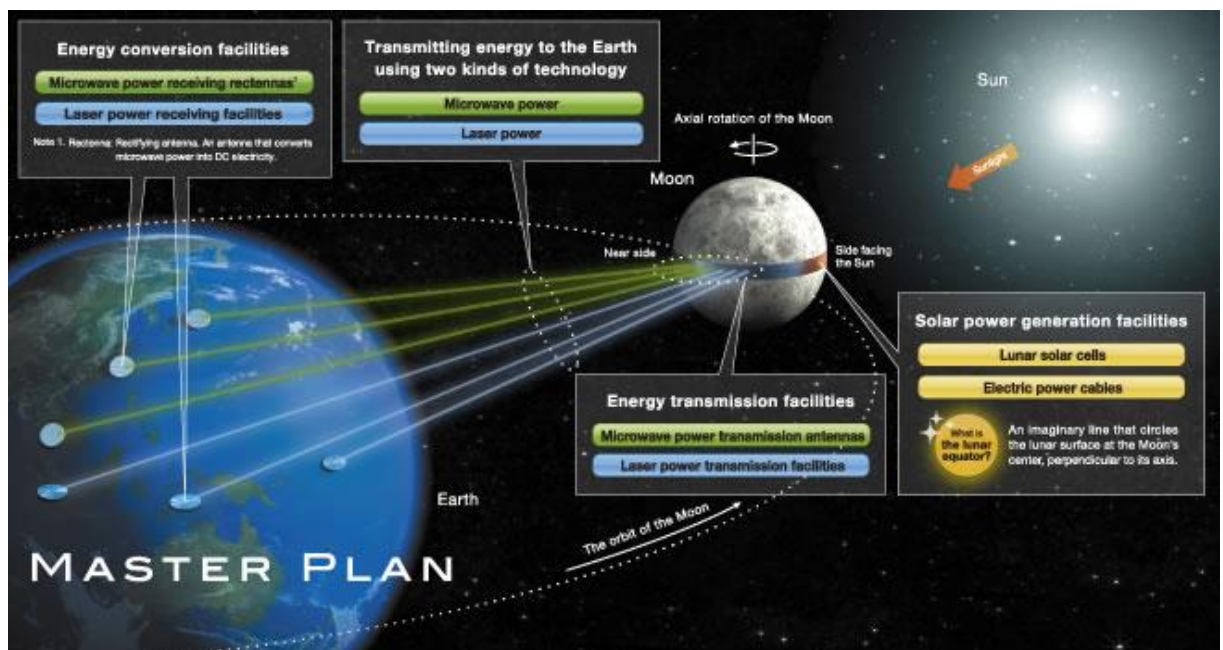 Energy conversion facilities
Microwave power receiving rectennas¹
Laser power receiving facilities
Note 1. Rectenna: Rectifying antenna. An antenna that converts
microwave power into DC electricity.
Transmitting energy to the Earth
using two kinds of technology
Microwave power
Laser power
Sun
Sunlight
Axial rotation of the Moon
Moon
Near side
Side facing
the Sun
Solar power generation facilities
Lunar solar cells
Electric power cables
What is
the lunar
equator?
An imaginary line that circles
the lunar surface at the Moon's
center, perpendicular to its axis.
Energy transmission facilities
Microwave power transmission antennas
Laser power transmission facilities
Earth
The orbit of the Moon
MASTER PLAN